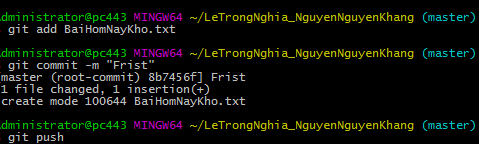 dministrator@pc443 MINGW64 ~/LeTrongNghia_NguyenNguyenKhang (master)
git add BaiHomNayKho.txt
dministrator@pc443 MINGW64 ~/LeTrongNghia_NguyenNguyenKhang (master)
git commit -m "Frist"
master (root-commit) 8b7456f] Frist
1 file changed, 1 insertion(+)
create mode 100644 BaiHomNayKho.txt
dministrator@pc443 MINGW64 ~/LeTrongNghia_NguyenNguyenKhang (master)
git push